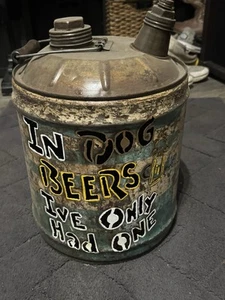 In Dog
Beers
Ive Only
Had One